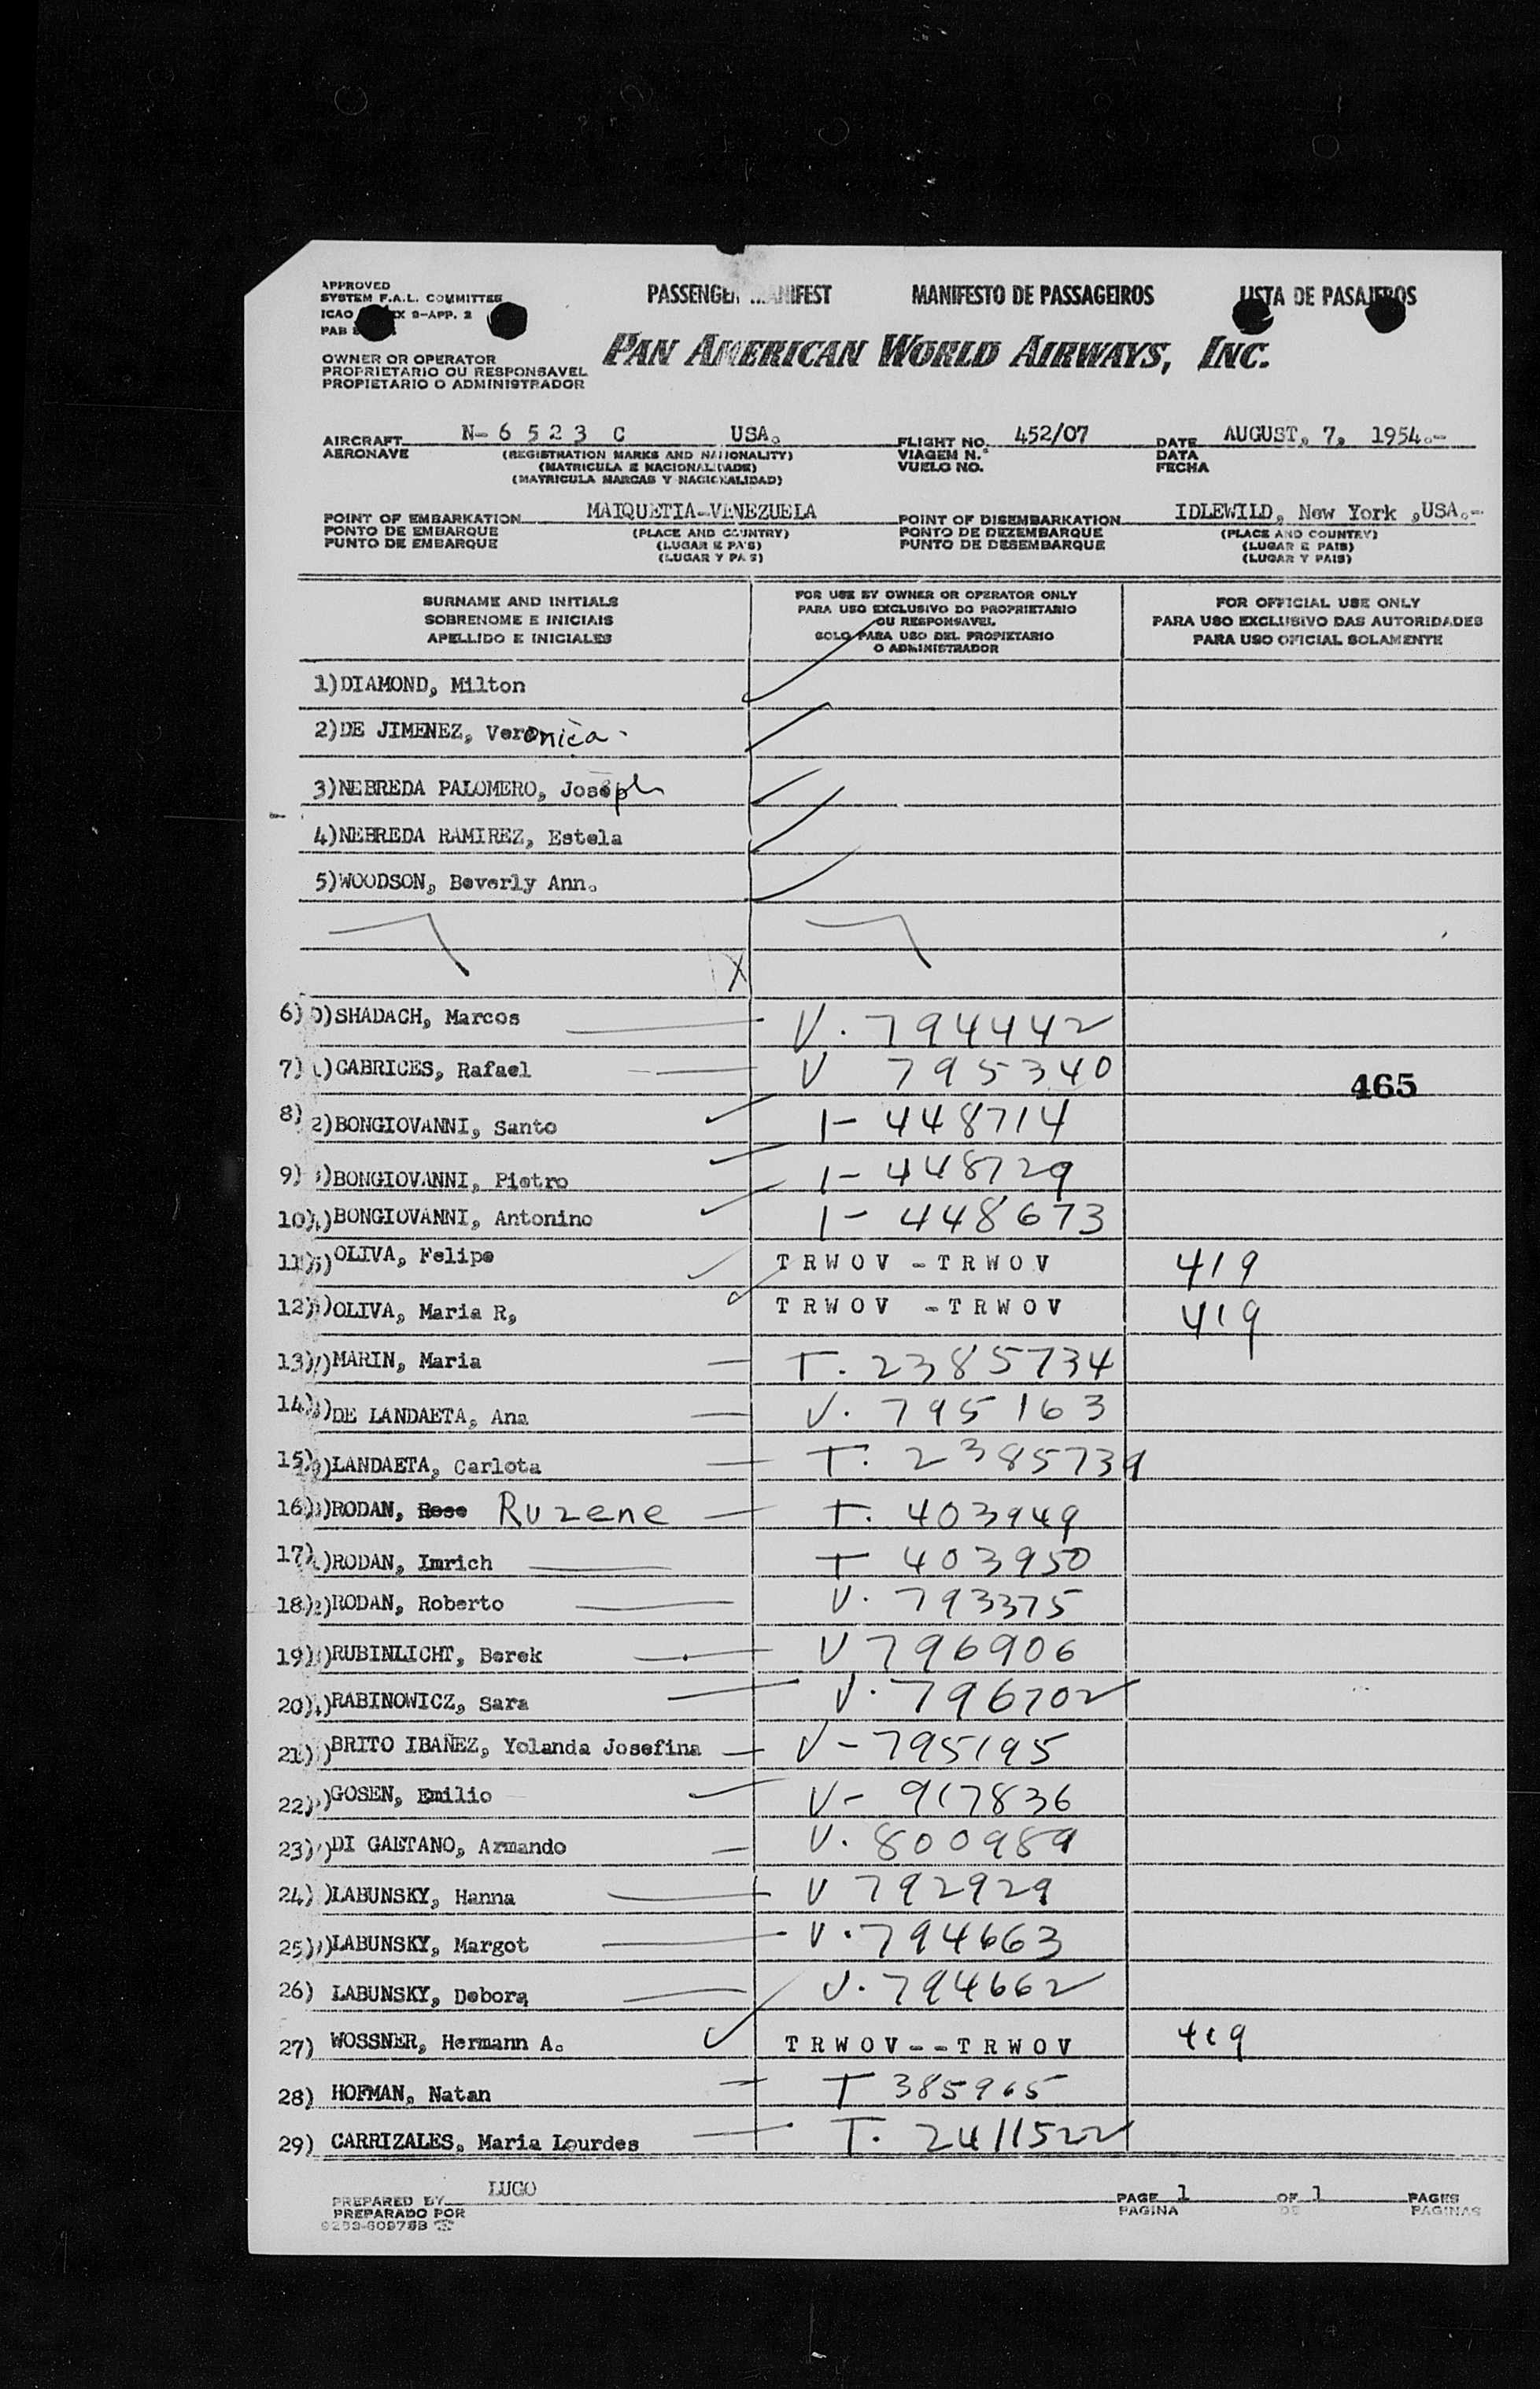 APPROVED
SYSTEM F.A.L. COMMITTEE
ICAO 9-APP. 2
PAB
PASSENGER MANIFEST MANIFESTO DE PASSAGEIROS LISTA DE PASAJEROS
OWNER OR OPERATOR
PROPRIETARIO OU RESPONSAVEL
PROPIETARIO O ADMINISTRADOR
PAN AMERICAN WORLD AIRWAYS, INC.
AIRCRAFT N- 6 5 2 3 C USA. FLIGHT NO. 452/07 DATE AUGUST, 7, 1954.-
AERONAVE (REGISTRATION MARKS AND NATIONALITY) VIAGEM N.º DATA
(MATRICULA E NACIONALIDADE) VUELO NO. FECHA
(MATRICULA MARCAS Y NACIONALIDAD)
POINT OF EMBARKATION MAIQUETIA-VENEZUELA POINT OF DISEMBARKATION IDLEWILD, New York ,USA.-
PONTO DE EMBARQUE (PLACE AND COUNTRY) PONTO DE DEZEMBARQUE (PLACE AND COUNTRY)
PUNTO DE EMBARQUE (LUGAR E PAIS) PUNTO DE DESEMBARQUE (LUGAR E PAIS)
(LUGAR Y PAIS) (LUGAR Y PAIS)
SURNAME AND INITIALS
SOBRENOME E INICIAIS
APELLIDO E INICIALES
FOR USE BY OWNER OR OPERATOR ONLY
PARA USO EXCLUSIVO DO PROPRIETARIO
OU RESPONSAVEL
SOLO PARA USO DEL PROPIETARIO
O ADMINISTRADOR
FOR OFFICIAL USE ONLY
PARA USO EXCLUSIVO DAS AUTORIDADES
PARA USO OFICIAL SOLAMENTE
1)DIAMOND, Milton
2)DE JIMENEZ, Veronica.
3)NEBREDA PALOMERO, Joseph
4)NEBREDA RAMIREZ, Estela
5)WOODSON, Beverly Ann.
X
6) SHADACH, Marcos V. 794442
7) CABRICES, Rafael V 795340
465
8) 2)BONGIOVANNI, Santo 1- 448714
9) BONGIOVANNI, Pietro 1- 448729
10) BONGIOVANNI, Antonino 1- 448673
11) OLIVA, Felipe T R W O V - T R W O V 419
12) OLIVA, Maria R, T R W O V - T R W O V 419
13) MARIN, Maria T. 2385734
14) DE LANDAETA, Ana V. 795163
15) LANDAETA, Carlota T. 2385739
16) RODAN, Rose Ruzene T. 403949
17) RODAN, Imrich T 403950
18) RODAN, Roberto V. 793375
19) RUBINLICHT, Berek V 796906
20) RABINOWICZ, Sara V. 796702
21) BRITO IBAÑEZ, Yolanda Josefina V- 795195
22) GOSEN, Emilio V- 917836
23) DI GAETANO, Armando V. 800989
24) LABUNSKY, Hanna V 792929
25) LABUNSKY, Margot V. 794663
26) LABUNSKY, Debora V. 794662
27) WOSSNER, Hermann A. T R W O V - - T R W O V 419
28) HOFMAN, Natan T 385965
29) CARRIZALES, Maria Lourdes T. 2411522
PREPARED BY LUGO PAGE 1 OF 1 PAGES
PREPARADO POR PAGINA DE PAGINAS